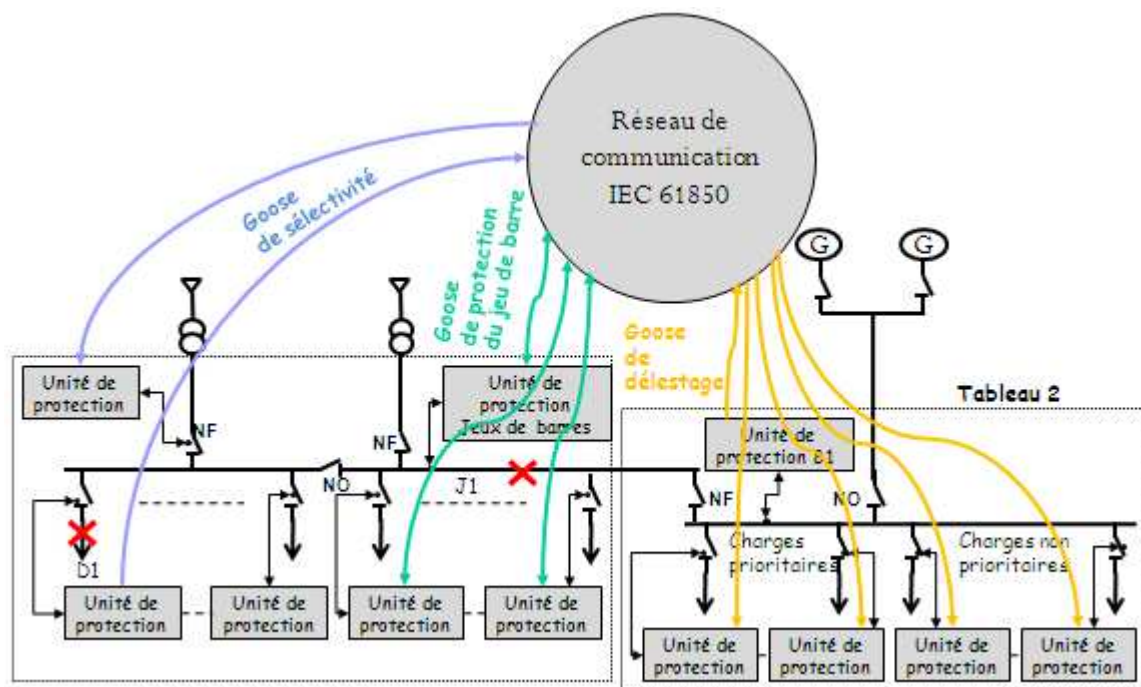 Réseau de
communication
IEC 61850
Goose
de sélectivité
Goose
de protection
du jeu de barre
G
G
Goose
de
délestage
Unité de
protection
Unité de
protection
Jeux de barres
Tableau 2
Unité de
protection B1
NF
NF
NO
J1
NF
NO
D1
Charges
prioritaires
Charges non
prioritaires
Unité de
protection
Unité de
protection
Unité de
protection
Unité de
protection
Unité de
protection
Unité de
protection
Unité de
protection
Unité de
protection